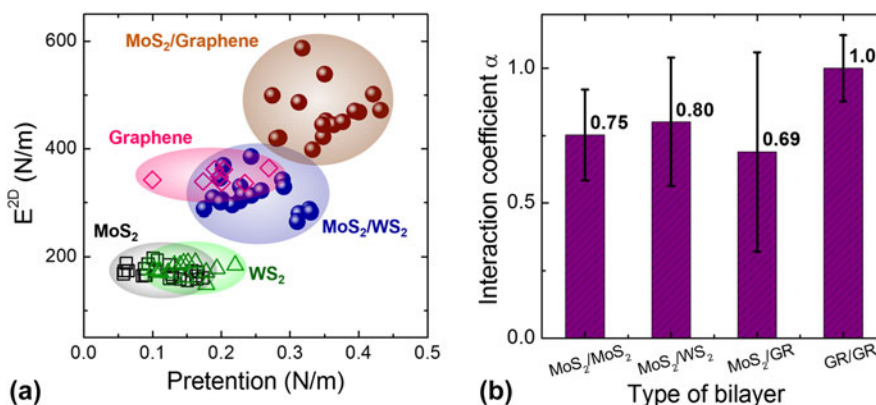 600
400
200
0
E²ᴰ (N/m)
MoS₂/Graphene
Graphene
MoS₂/WS₂
MoS₂
WS₂
0.0 0.1 0.2 0.3 0.4 0.5
Pretention (N/m)
(a)
1.0
0.5
0.0
Interaction coefficient α
0.75
0.80
0.69
1.0
MoS₂/MoS₂
MoS₂/WS₂
MoS₂/GR
GR/GR
Type of bilayer
(b)